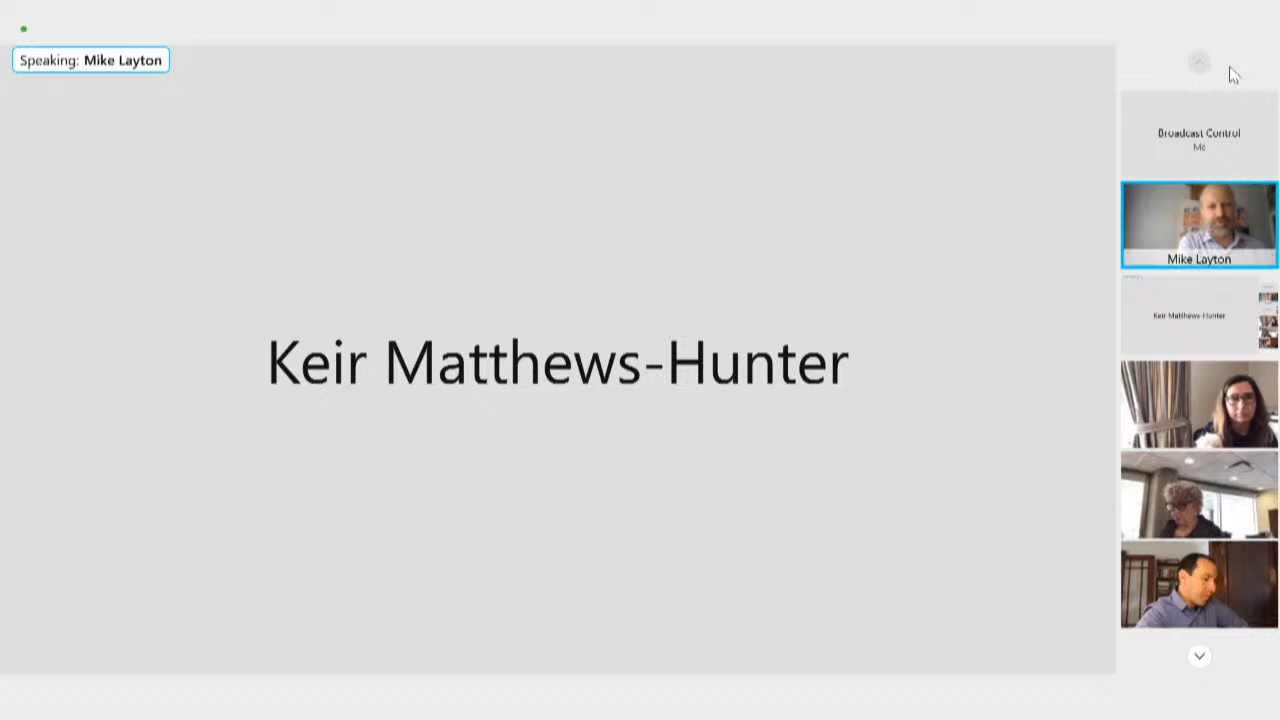 Speaking: Mike Layton
Broadcast Control
Me
Mike Layton
Keir Matthews-Hunter
Keir Matthews-Hunter